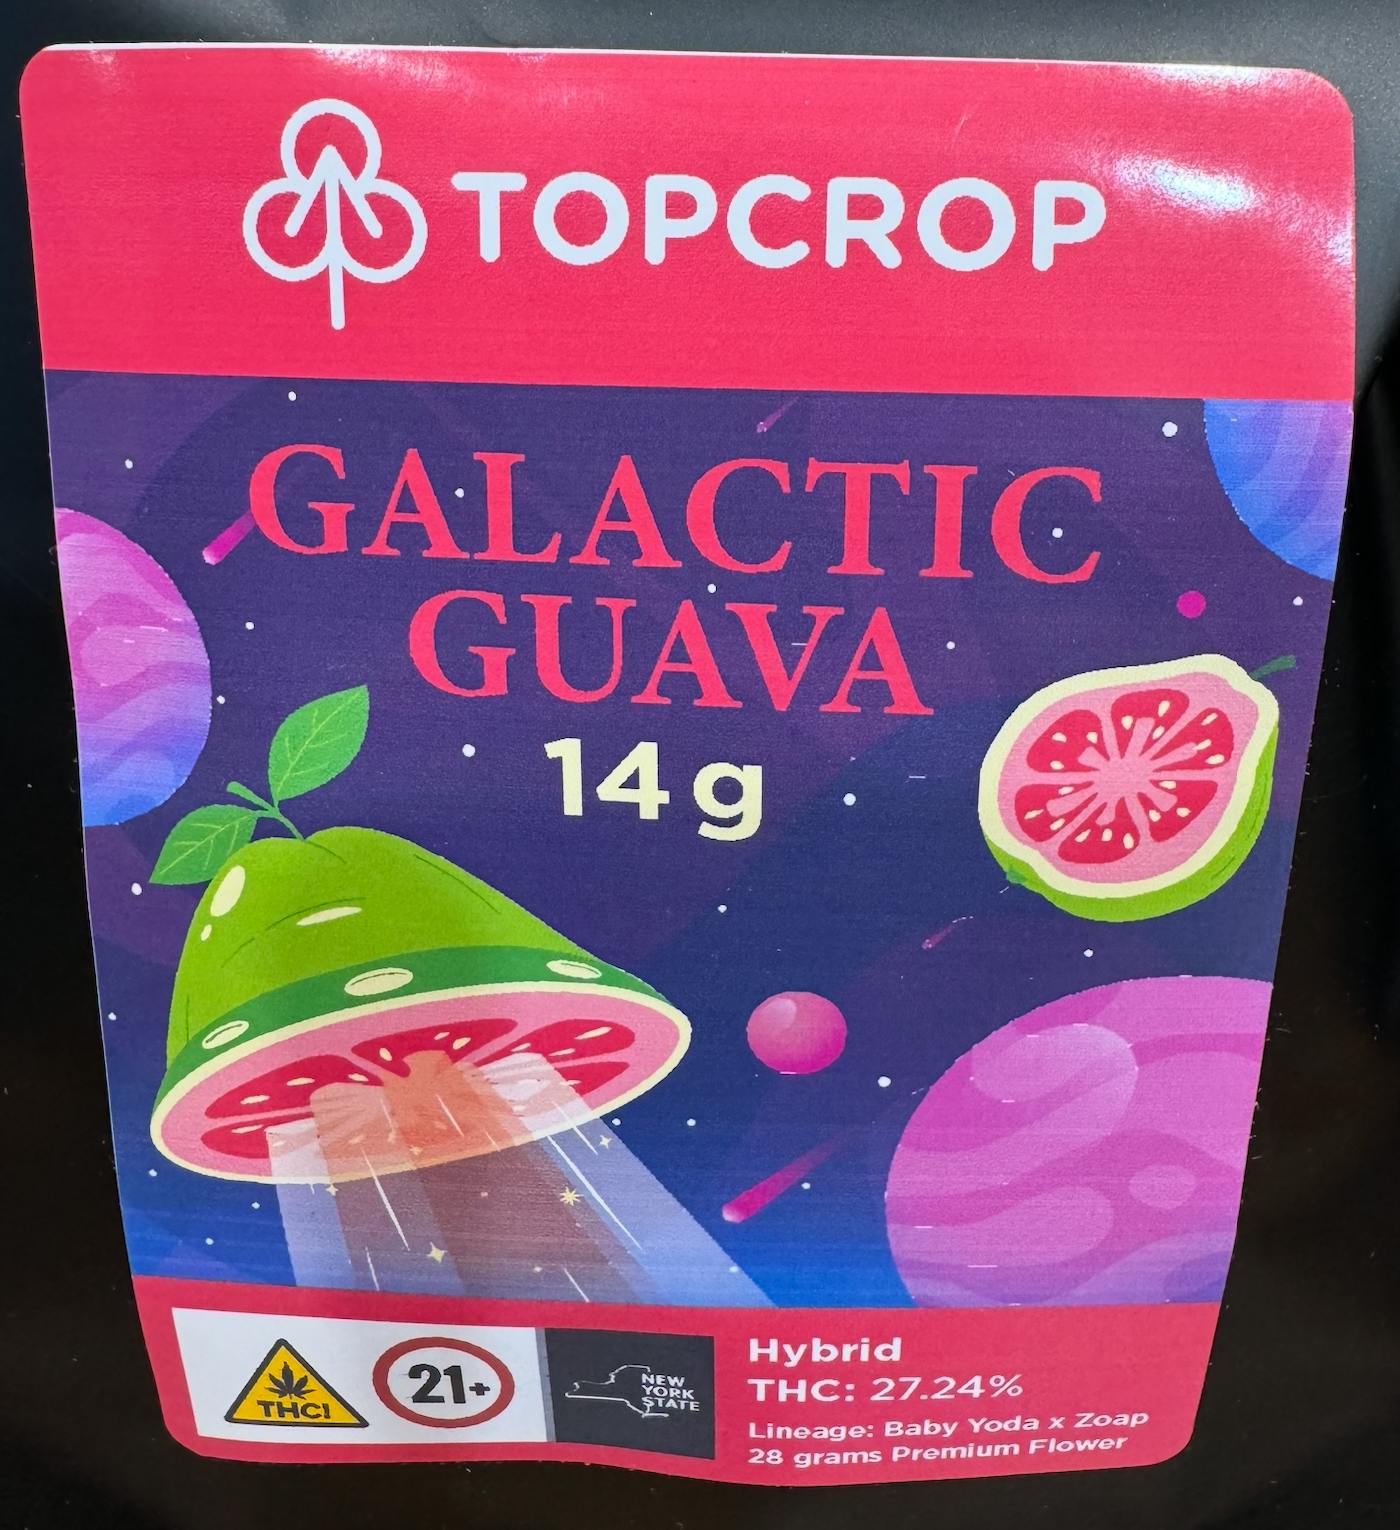 TOPCROP
GALACTIC
GUAVA
14g
THC!
21+
NEW
YORK
STATE
Hybrid
THC: 27.24%
Lineage: Baby Yoda x Zoap
28 grams Premium Flower